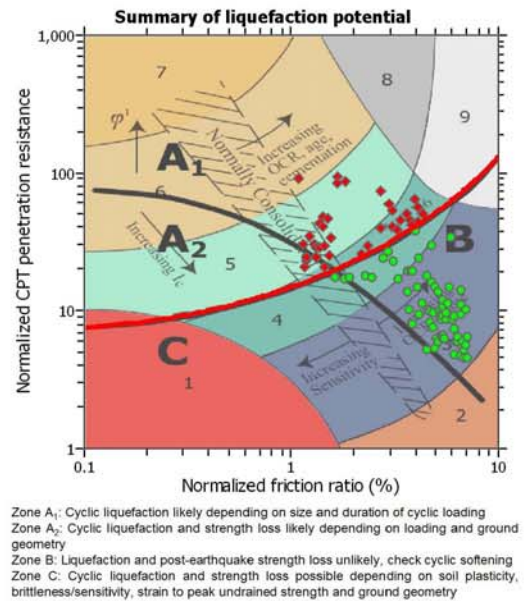 Summary of liquefaction potential
Normalized CPT penetration resistance
1,000
100
10
1
7
8
9
φ'
A1
Increasing
OCR, age,
cementation
Normally Consoli
6
A2
Increasing Ic
5
B
4
C
1
Increasing
Sensitivity
2
0.1
1
10
Normalized friction ratio (%)
Zone A1: Cyclic liquefaction likely depending on size and duration of cyclic loading
Zone A2: Cyclic liquefaction and strength loss likely depending on loading and ground
geometry
Zone B: Liquefaction and post-earthquake strength loss unlikely, check cyclic softening
Zone C: Cyclic liquefaction and strength loss possible depending on soil plasticity,
brittleness/sensitivity, strain to peak undrained strength and ground geometry